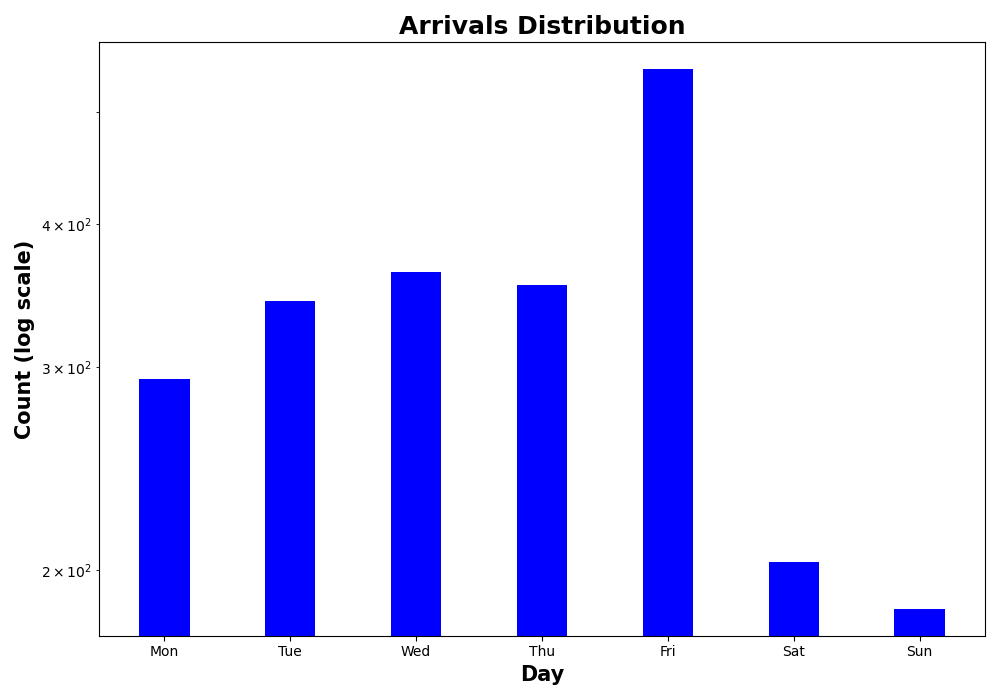 Arrivals Distribution
Count (log scale)
4 × 10²
3 × 10²
2 × 10²
Mon Tue Wed Thu Fri Sat Sun
Day